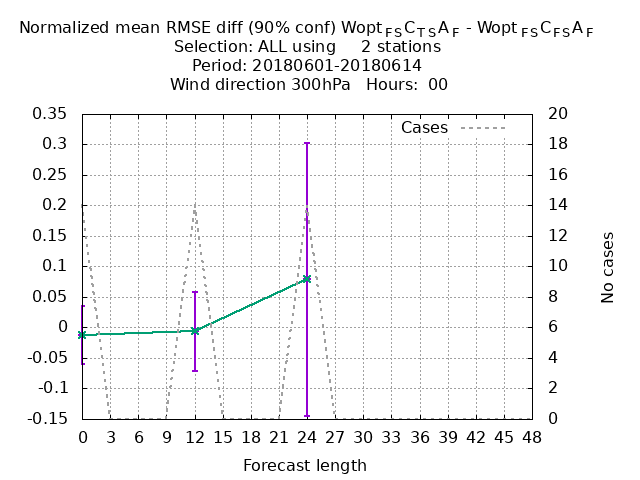 Normalized mean RMSE diff (90% conf) Wopt FS C T S A F - Wopt FS C F S A F
Selection: ALL using 2 stations
Period: 20180601-20180614
Wind direction 300hPa Hours: 00
0.35
0.3
0.25
0.2
0.15
0.1
0.05
0
-0.05
-0.1
-0.15
Cases
20
18
16
14
12
10
8
6
4
2
0
No cases
0 3 6 9 12 15 18 21 24 27 30 33 36 39 42 45 48
Forecast length